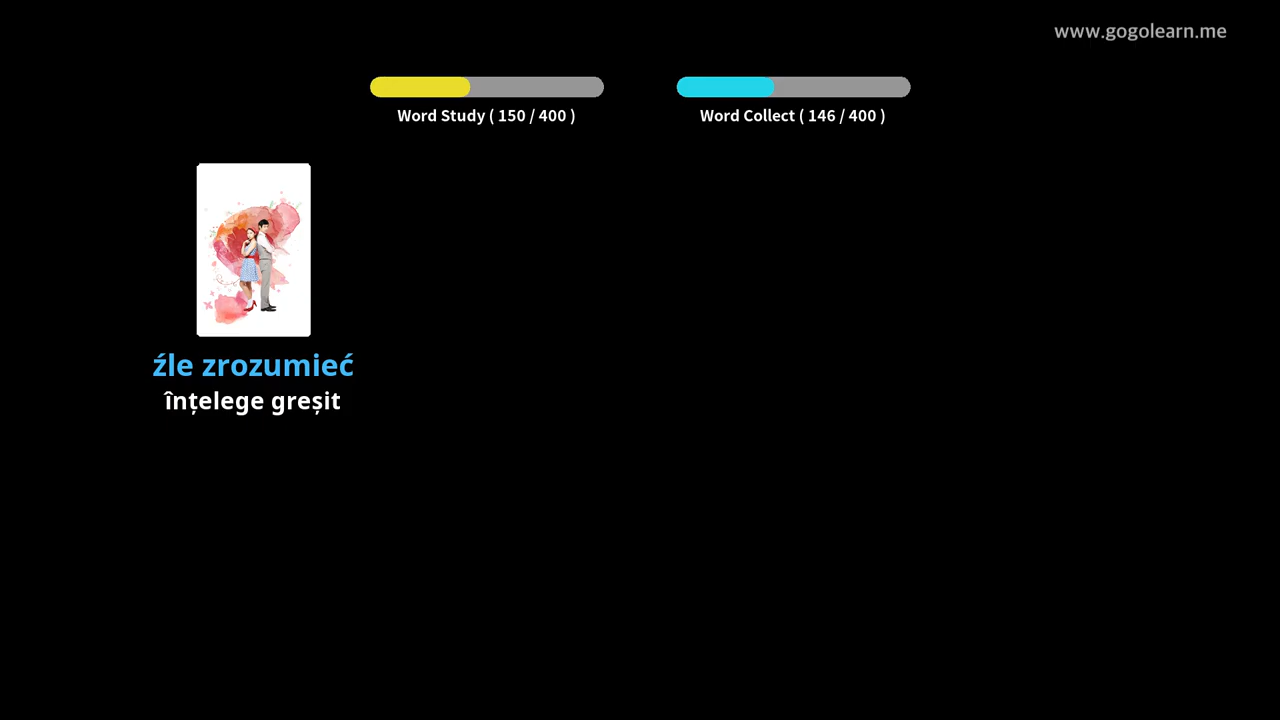 www.gogolearn.me
Word Study ( 150 / 400 )
Word Collect ( 146 / 400 )
źle zrozumieć
înțelege greșit